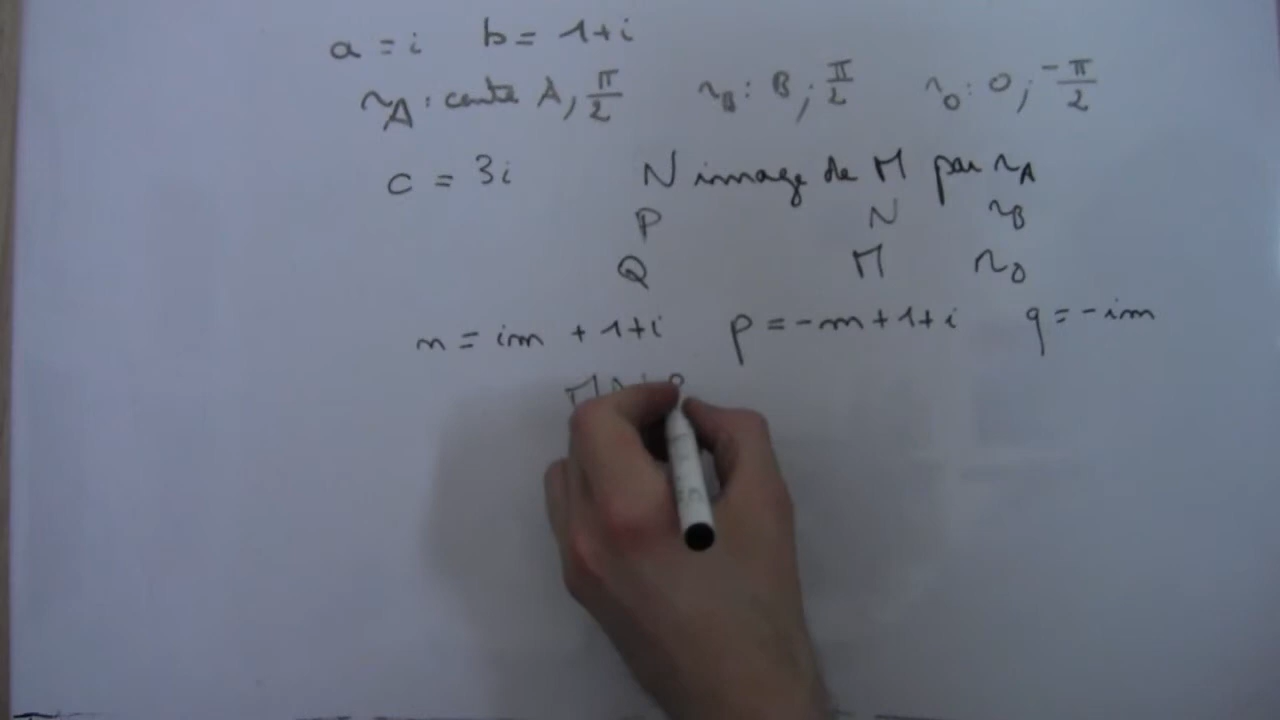 a = i b = 1+i
r_A : centre A, π/2 r_B : B ; π/2 r_O : O ; -π/2
c = 3i N image de M par r_A
P N r_B
Q M r_O
n = im + 1+i p = -m+1+i q = -im
MNP